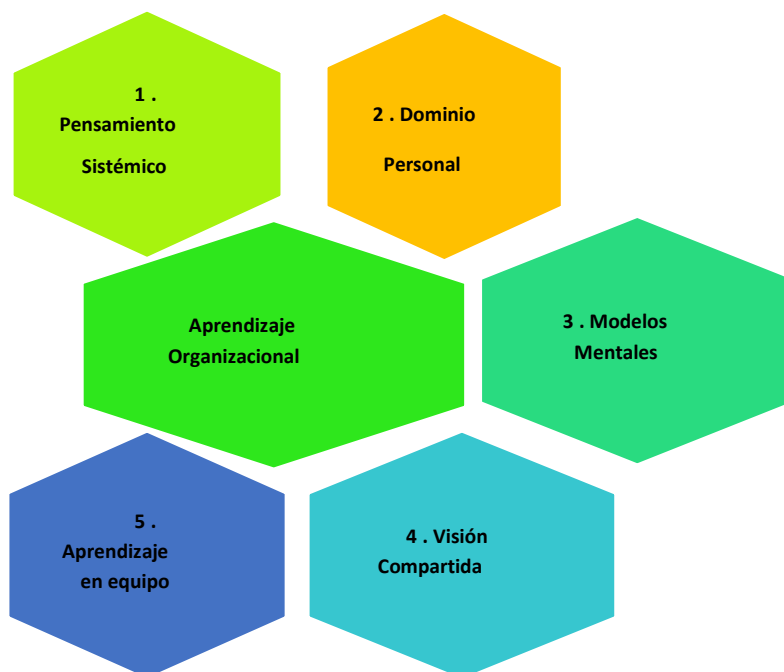 1 .
Pensamiento
Sistémico
2 . Dominio
Personal
Aprendizaje
Organizacional
3 . Modelos
Mentales
5 .
Aprendizaje
en equipo
4 . Visión
Compartida